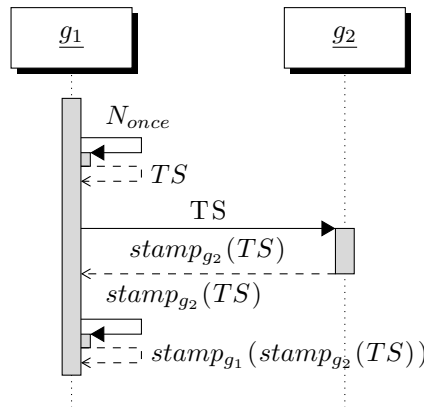 g₁ g₂
N_once
TS
TS
stamp_g₂(TS)
stamp_g₂(TS)
stamp_g₁(stamp_g₂(TS))